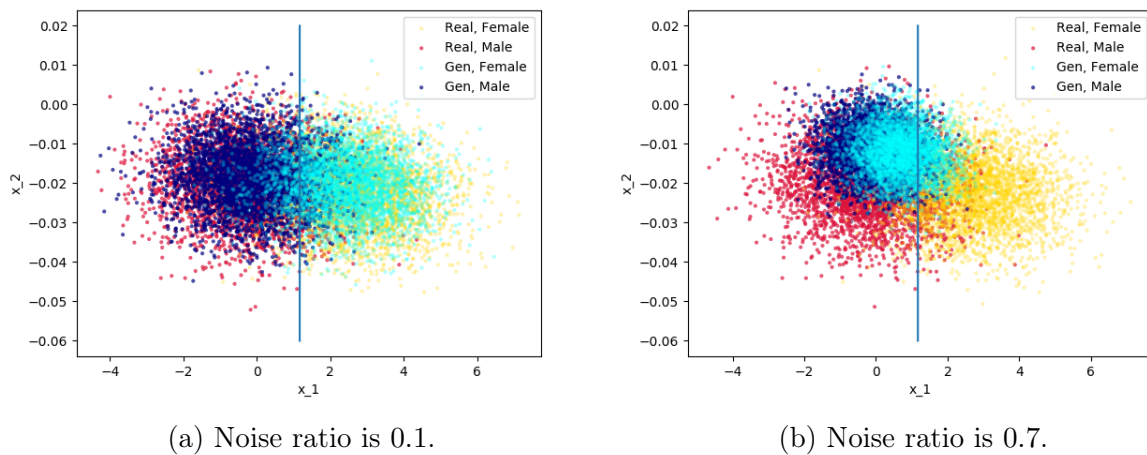 0.02
0.01
0.00
−0.01
−0.02
−0.03
−0.04
−0.05
−0.06
x_2
−4 −2 0 2 4 6
x_1
Real, Female
Real, Male
Gen, Female
Gen, Male
(a) Noise ratio is 0.1.
0.02
0.01
0.00
−0.01
−0.02
−0.03
−0.04
−0.05
−0.06
x_2
−4 −2 0 2 4 6
x_1
Real, Female
Real, Male
Gen, Female
Gen, Male
(b) Noise ratio is 0.7.